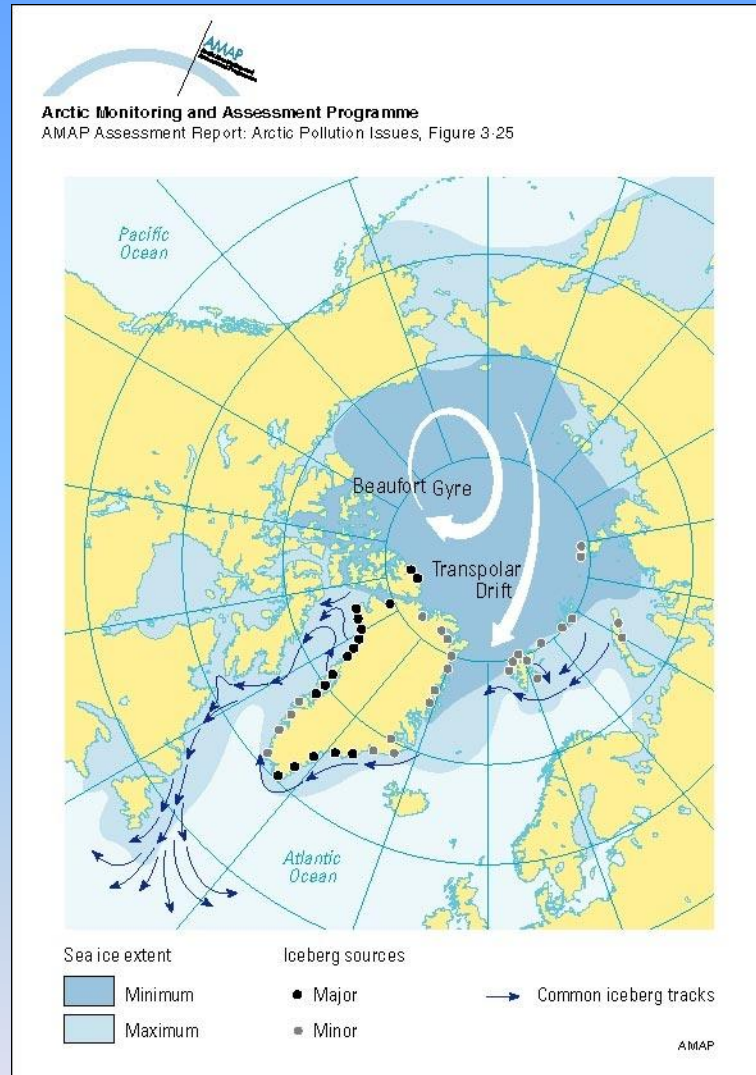 AMAP
Arctic Monitoring and Assessment Programme
AMAP Assessment Report: Arctic Pollution Issues, Figure 3-25
Pacific
Ocean
Beaufort Gyre
Transpolar
Drift
Atlantic
Ocean
Sea ice extent
Minimum
Maximum
Iceberg sources
Major
Minor
Common iceberg tracks
AMAP